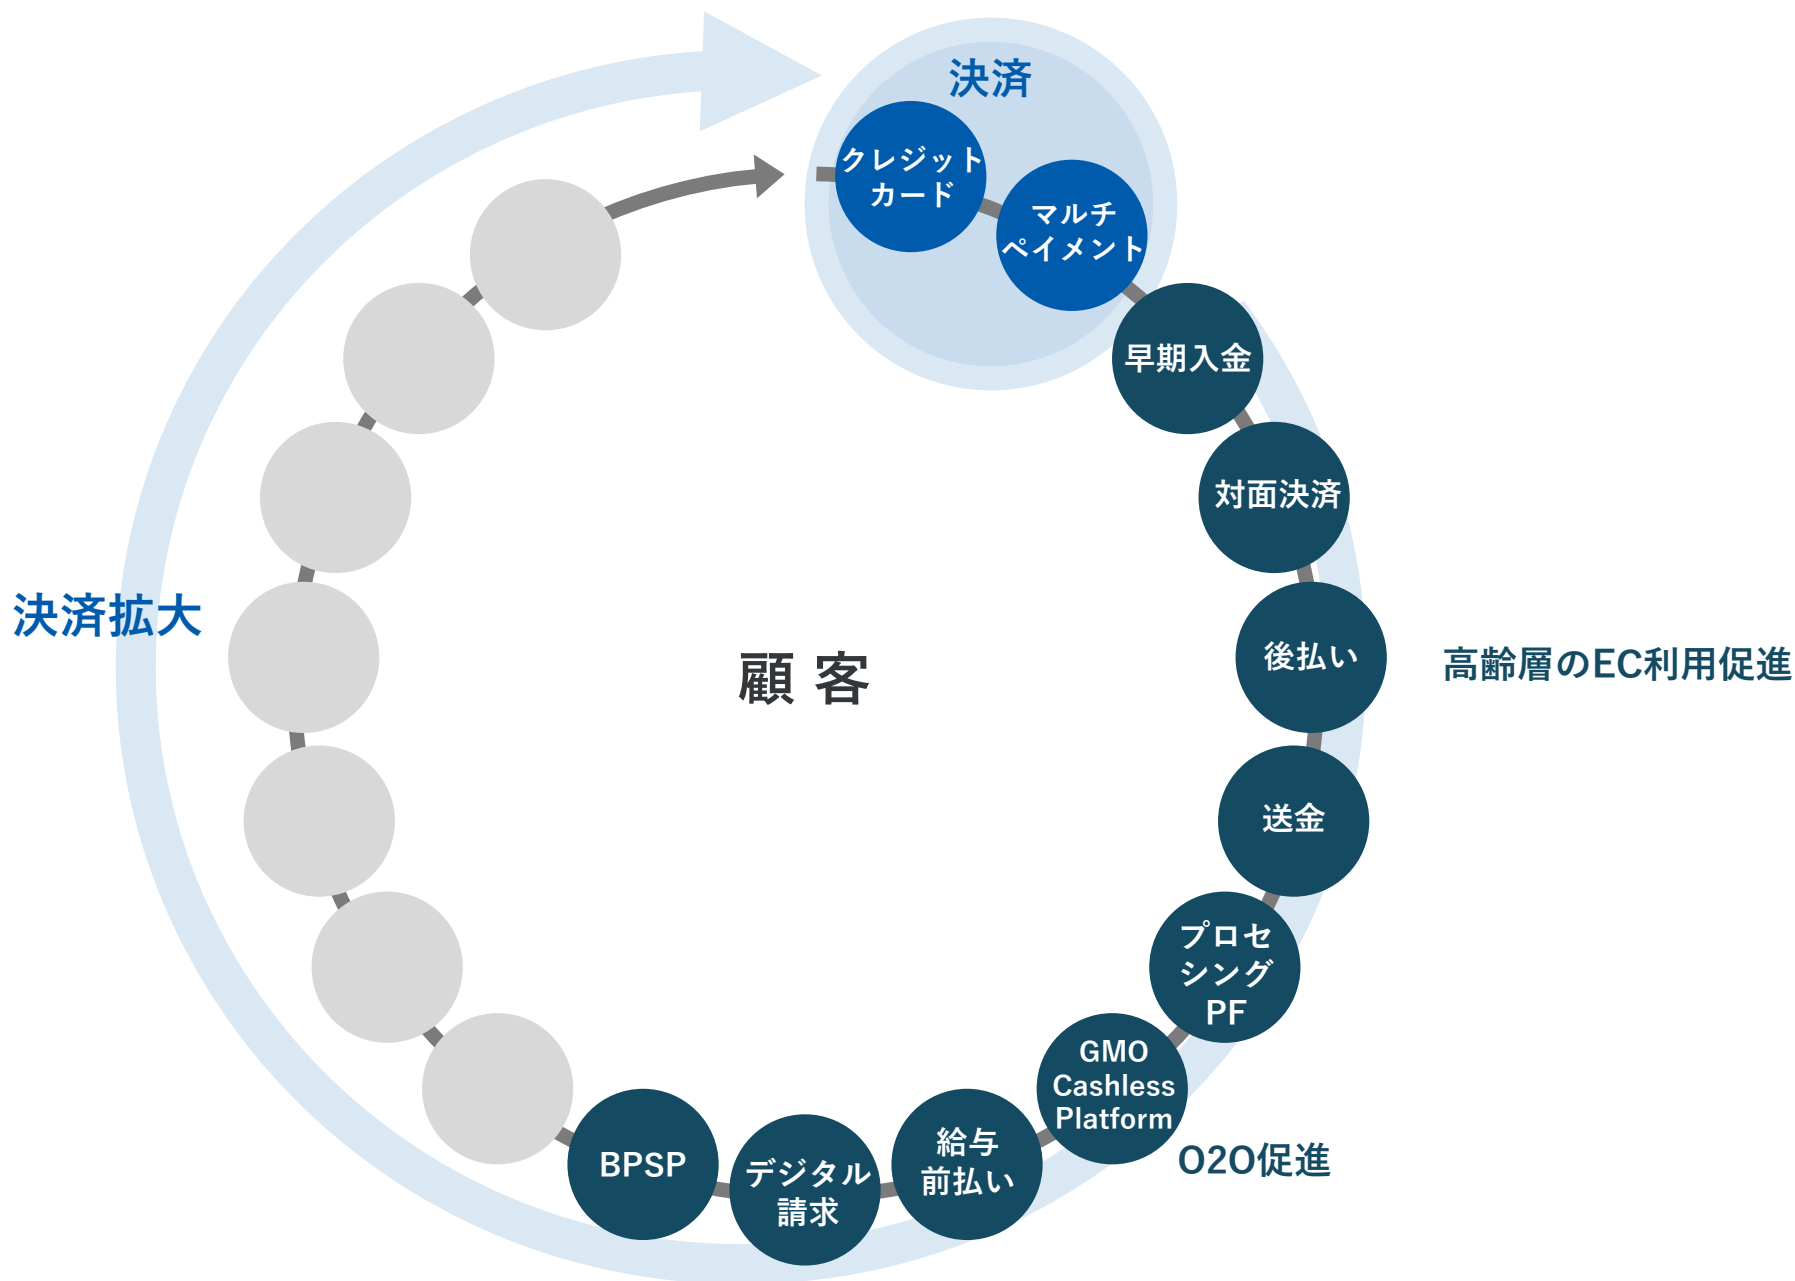 決済
クレジット
カード
マルチ
ペイメント
早期入金
対面決済
後払い
高齢層のEC利用促進
送金
プロセ
シング
PF
GMO
Cashless
Platform
O2O促進
給与
前払い
デジタル
請求
BPSP
決済拡大
顧客